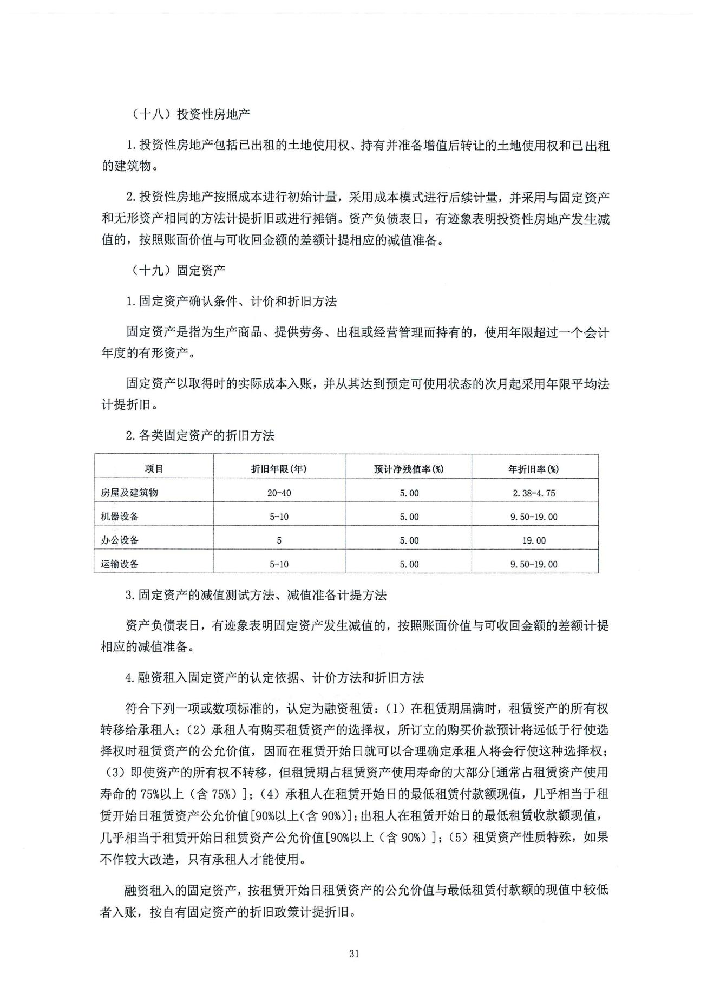 （十八）投资性房地产
1.投资性房地产包括已出租的土地使用权、持有并准备增值后转让的土地使用权和已出租
的建筑物。
2.投资性房地产按照成本进行初始计量，采用成本模式进行后续计量，并采用与固定资产
和无形资产相同的方法计提折旧或进行摊销。资产负债表日，有迹象表明投资性房地产发生减
值的，按照账面价值与可收回金额的差额计提相应的减值准备。
（十九）固定资产
1.固定资产确认条件、计价和折旧方法
固定资产是指为生产商品、提供劳务、出租或经营管理而持有的，使用年限超过一个会计
年度的有形资产。
固定资产以取得时的实际成本入账，并从其达到预定可使用状态的次月起采用年限平均法
计提折旧。
2.各类固定资产的折旧方法
项目 折旧年限(年) 预计净残值率(%) 年折旧率(%)
房屋及建筑物 20-40 5.00 2.38-4.75
机器设备 5-10 5.00 9.50-19.00
办公设备 5 5.00 19.00
运输设备 5-10 5.00 9.50-19.00
3.固定资产的减值测试方法、减值准备计提方法
资产负债表日，有迹象表明固定资产发生减值的，按照账面价值与可收回金额的差额计提
相应的减值准备。
4.融资租入固定资产的认定依据、计价方法和折旧方法
符合下列一项或数项标准的，认定为融资租赁：（1）在租赁期届满时，租赁资产的所有权
转移给承租人；（2）承租人有购买租赁资产的选择权，所订立的购买价款预计将远低于行使选
择权时租赁资产的公允价值，因而在租赁开始日就可以合理确定承租人将会行使这种选择权；
（3）即使资产的所有权不转移，但租赁期占租赁资产使用寿命的大部分[通常占租赁资产使用
寿命的 75%以上（含 75%）]；（4）承租人在租赁开始日的最低租赁付款额现值，几乎相当于租
赁开始日租赁资产公允价值[90%以上（含 90%）]；出租人在租赁开始日的最低租赁收款额现值，
几乎相当于租赁开始日租赁资产公允价值[90%以上（含 90%）]；（5）租赁资产性质特殊，如果
不作较大改造，只有承租人才能使用。
融资租入的固定资产，按租赁开始日租赁资产的公允价值与最低租赁付款额的现值中较低
者入账，按自有固定资产的折旧政策计提折旧。
31